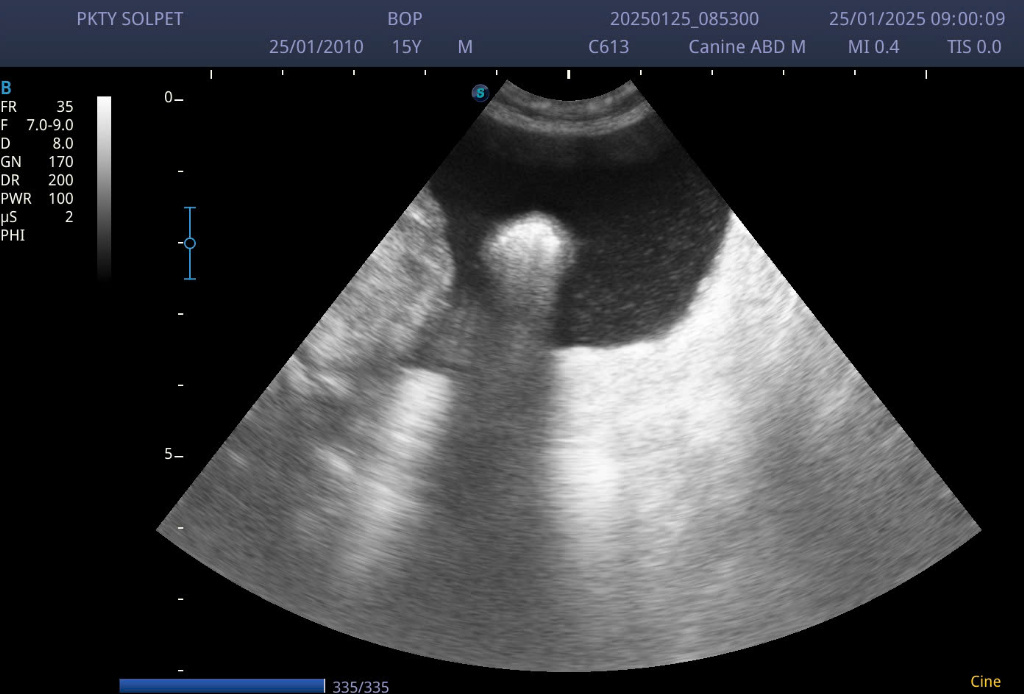 PKTY SOLPET BOP 20250125_085300 25/01/2025 09:00:09
25/01/2010 15Y M C613 Canine ABD M MI 0.4 TIS 0.0
B
FR 35
F 7.0-9.0
D 8.0
GN 170
DR 200
PWR 100
µS 2
PHI
S
0
5
335/335
Cine